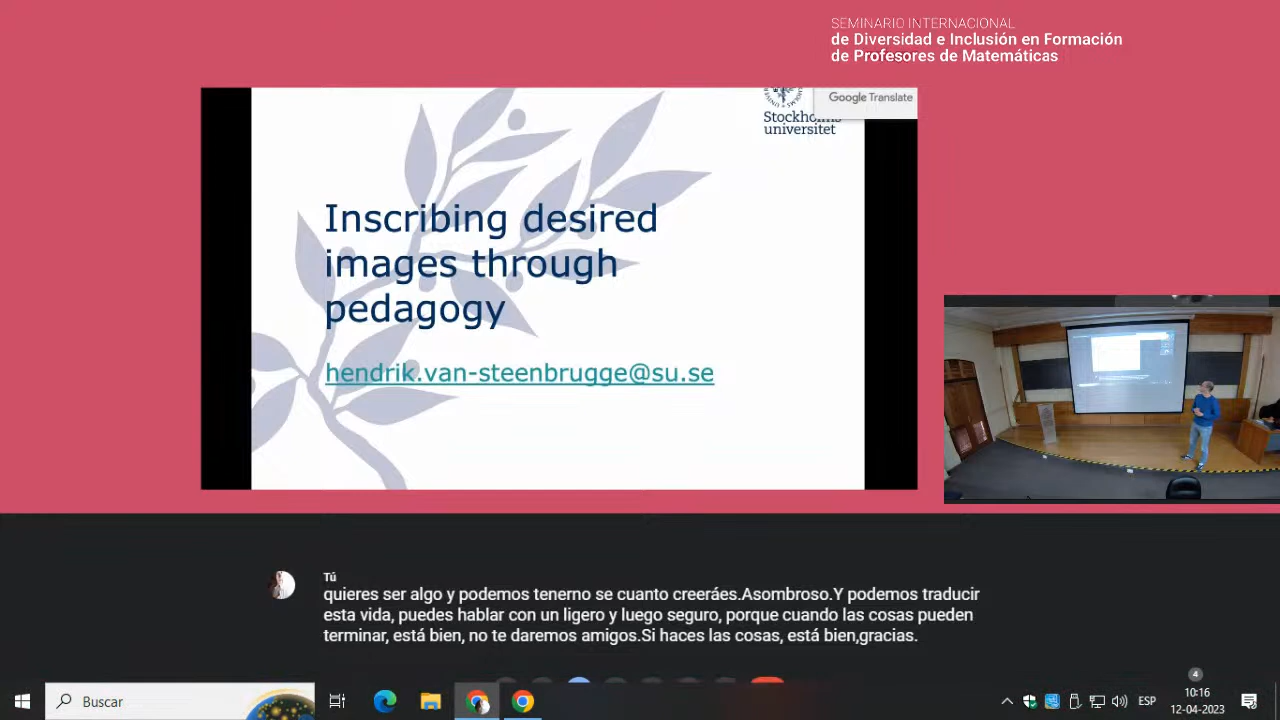 SEMINARIO INTERNACIONAL
de Diversidad e Inclusión en Formación
de Profesores de Matemáticas
Google Translate
Stockholms
universitet
Inscribing desired
images through
pedagogy
hendrik.van-steenbrugge@su.se
Tú
quieres ser algo y podemos tenerno se cuanto creeráes.Asombroso.Y podemos traducir
esta vida, puedes hablar con un ligero y luego seguro, porque cuando las cosas pueden
terminar, está bien, no te daremos amigos.Si haces las cosas, está bien,gracias.
Buscar
4
ESP
10:16
12-04-2023